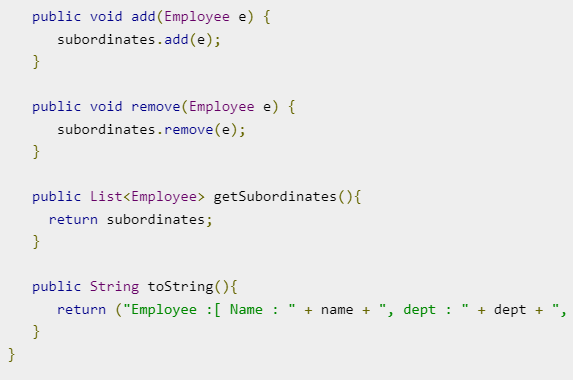 public void add(Employee e) {
subordinates.add(e);
}
public void remove(Employee e) {
subordinates.remove(e);
}
public List<Employee> getSubordinates(){
return subordinates;
}
public String toString(){
return ("Employee :[ Name : " + name + ", dept : " + dept + ",
}
}